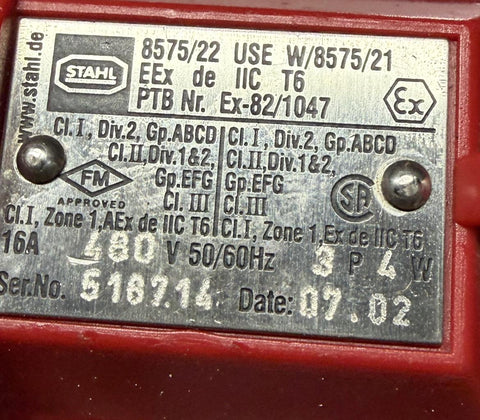 www.stahl.de
STAHL
8575/22 USE W/8575/21
EEx de IIC T6
PTB Nr. Ex-82/1047
Ex
Cl.I, Div.2, Gp.ABCD
Cl.II,Div.1&2,
Gp.EFG
Cl. III
FM
APPROVED
Cl.I, Zone 1,AEx de IIC T6
Cl.I, Div.2, Gp.ABCD
Cl.II,Div.1&2,
Gp.EFG
Cl.III
SA
Cl.I, Zone 1,Ex de IIC T6
16A 480 V 50/60Hz 3 P 4 W
Ser.No. 518714 Date: 07.02